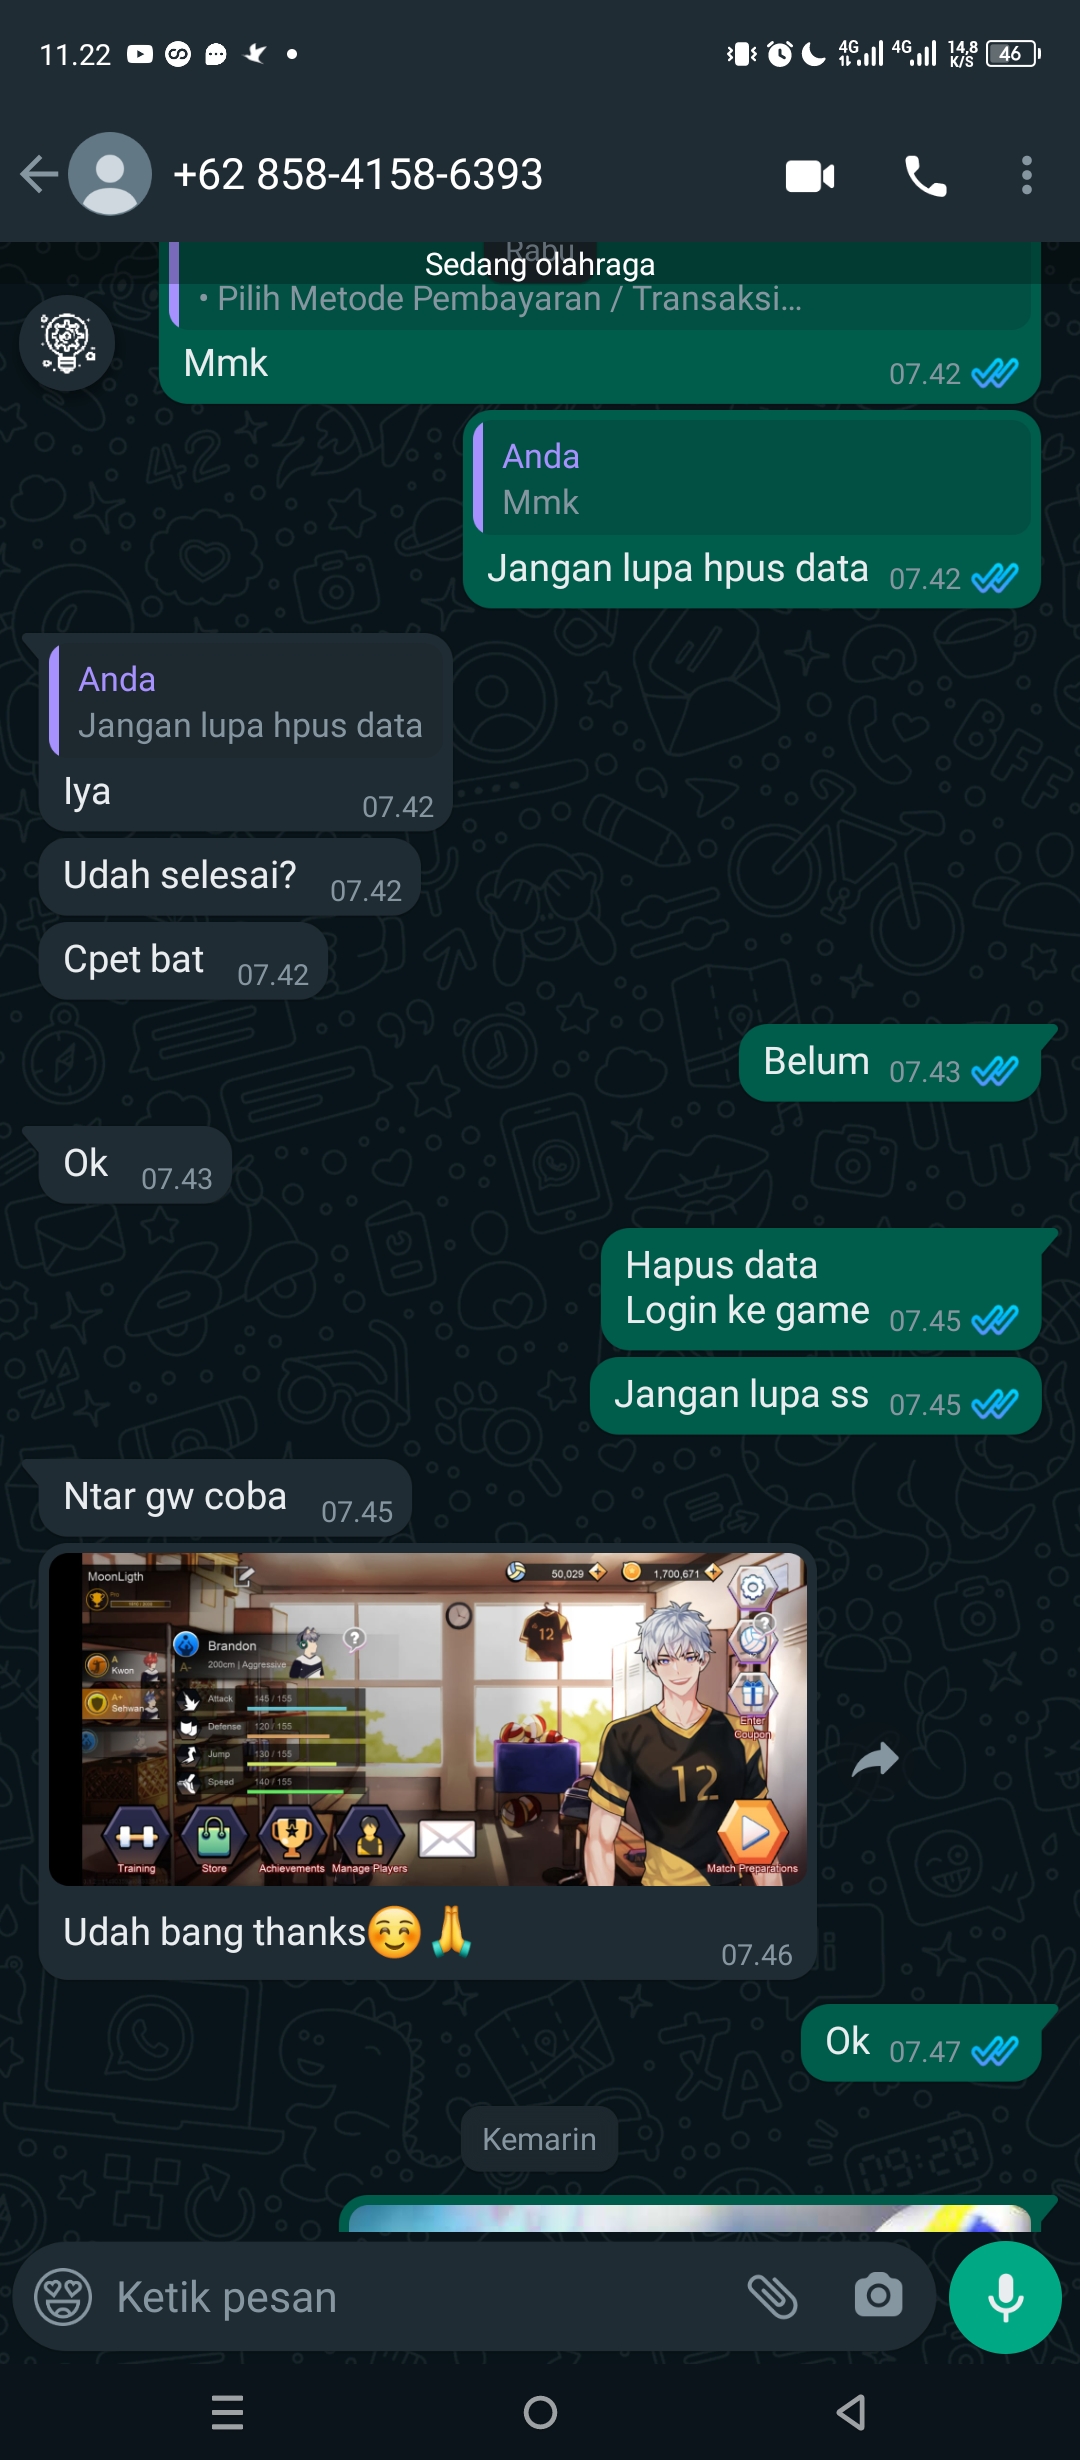 11.22
4G
4G
14,8
K/S
46
+62 858-4158-6393
Rabu
Sedang olahraga
• Pilih Metode Pembayaran / Transaksi...
Mmk
07.42
Anda
Mmk
Jangan lupa hpus data
07.42
Anda
Jangan lupa hpus data
Iya
07.42
Udah selesai?
07.42
Cpet bat
07.42
Belum
07.43
Ok
07.43
Hapus data
Login ke game
07.45
Jangan lupa ss
07.45
Ntar gw coba
07.45
MoonLigth
50,029
1,700,671
Pro
12
Brandon
200cm | Aggressive
A
Kwon
A-
A+
Sehwan
Attack
145 / 155
Defense
120 / 155
Jump
130 / 155
Speed
140 / 155
Enter
Coupon
12
Training
Store
Achievements
Manage Players
Match Preparations
Udah bang thanks☺️🙏
07.46
Ok
07.47
Kemarin
Ketik pesan